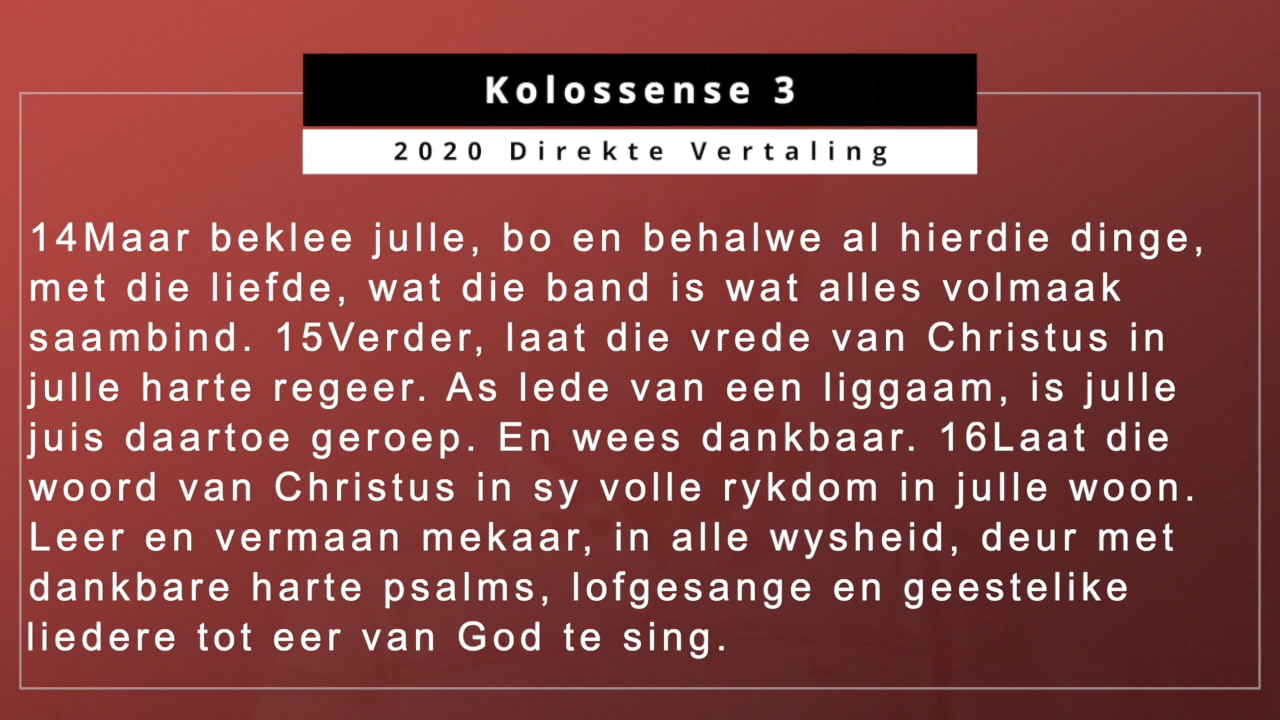 Kolossense 3
2020 Direkte Vertaling
14Maar beklee julle, bo en behalwe al hierdie dinge,
met die liefde, wat die band is wat alles volmaak
saambind. 15Verder, laat die vrede van Christus in
julle harte regeer. As lede van een liggaam, is julle
juis daartoe geroep. En wees dankbaar. 16Laat die
woord van Christus in sy volle rykdom in julle woon.
Leer en vermaan mekaar, in alle wysheid, deur met
dankbare harte psalms, lofgesange en geestelike
liedere tot eer van God te sing.